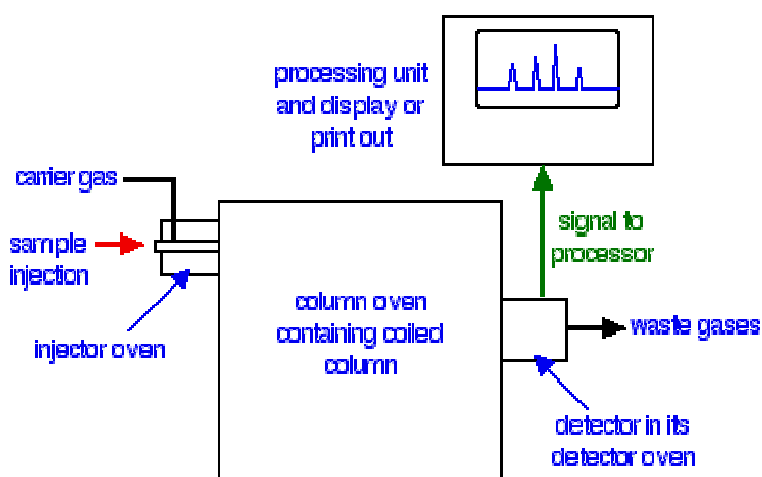 processing unit
and display or
print out
carrier gas
sample
injection
injector oven
column oven
containing coiled
column
signal to
processor
waste gases
detector in its
detector oven